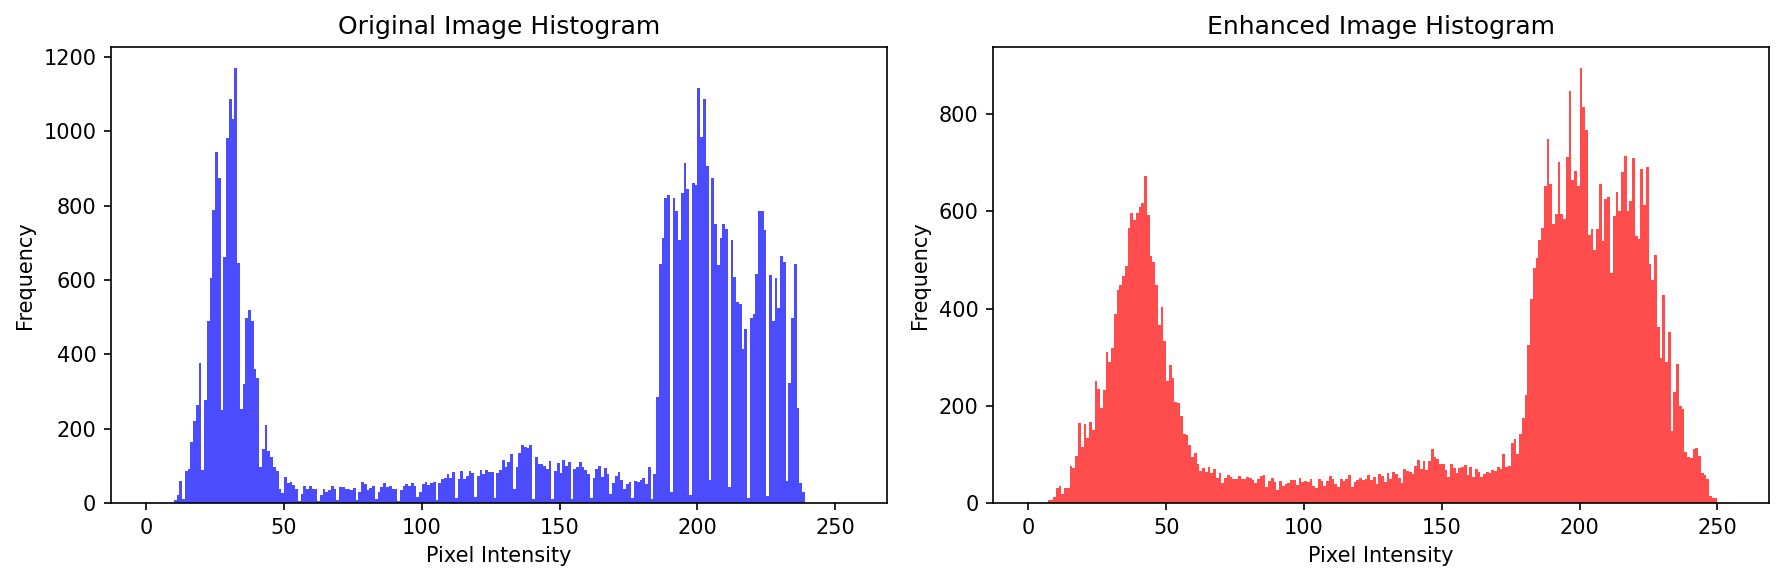 Original Image Histogram
Enhanced Image Histogram
Frequency
1200
1000
800
600
400
200
0
0 50 100 150 200 250
Pixel Intensity
Frequency
800
600
400
200
0
0 50 100 150 200 250
Pixel Intensity